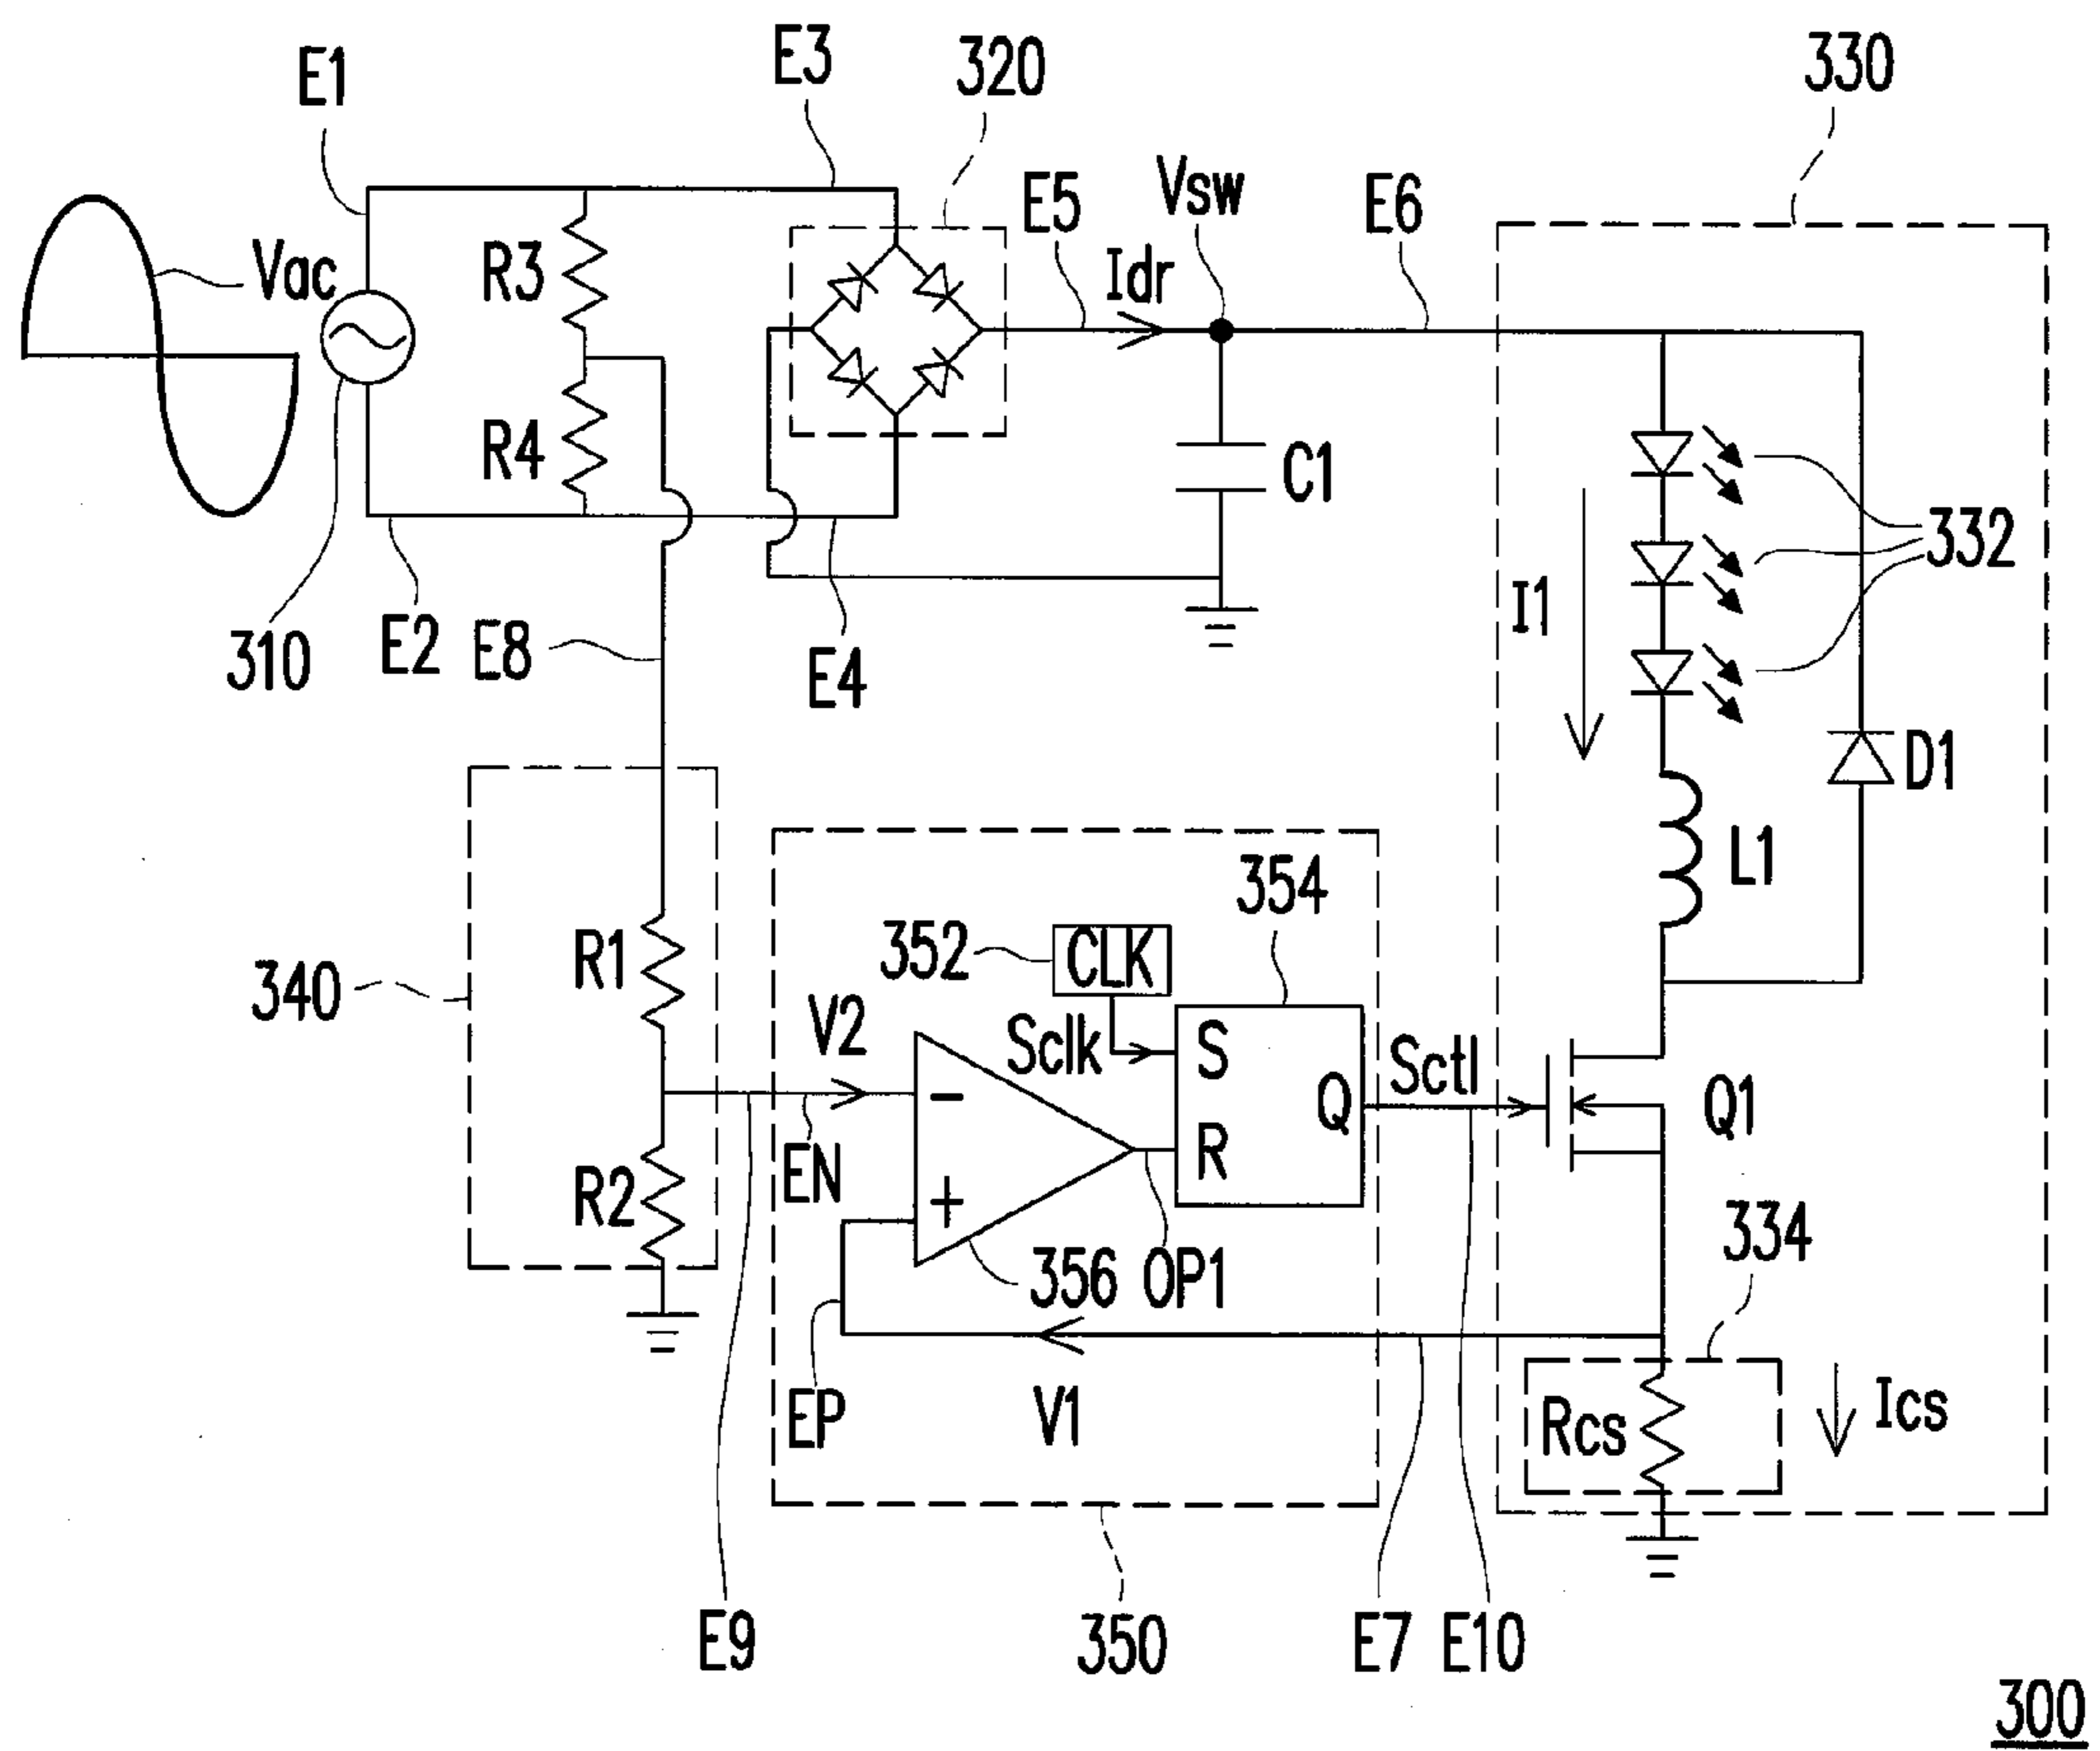 E1
E3
320
330
Vac
R3
E5
Vsw
E6
Idr
R4
C1
332
I1
310
E2
E8
E4
D1
L1
354
352
CLK
340
R1
V2
Sclk
S
Sctl
Q
Q1
EN
R
R2
334
356
OP1
EP
V1
Rcs
Ics
E9
350
E7
E10
300